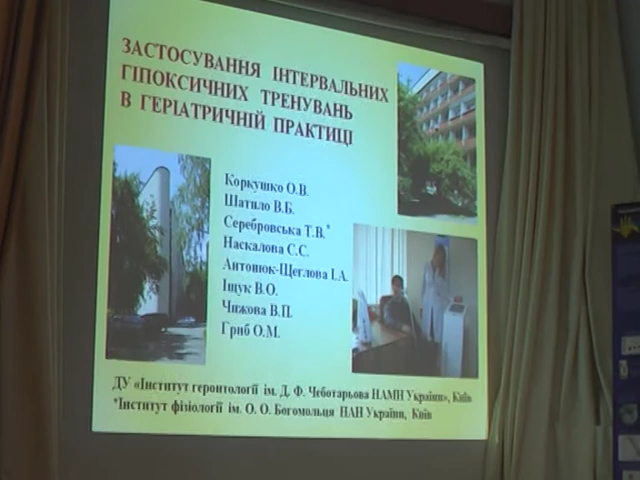 ЗАСТОСУВАННЯ ІНТЕРВАЛЬНИХ
ГІПОКСИЧНИХ ТРЕНУВАНЬ
В ГЕРІАТРИЧНІЙ ПРАКТИЦІ
Коркушко О.В.
Шатило В.Б.
Серебровська Т.В.*
Наскалова С.С.
Антонюк-Щеглова І.А.
Іщук В.О.
Чижова В.П.
Гриб О.М.
ДУ «Інститут геронтології ім. Д. Ф. Чеботарьова НАМН України», Київ
*Інститут фізіології ім. О. О. Богомольця НАН України, Київ